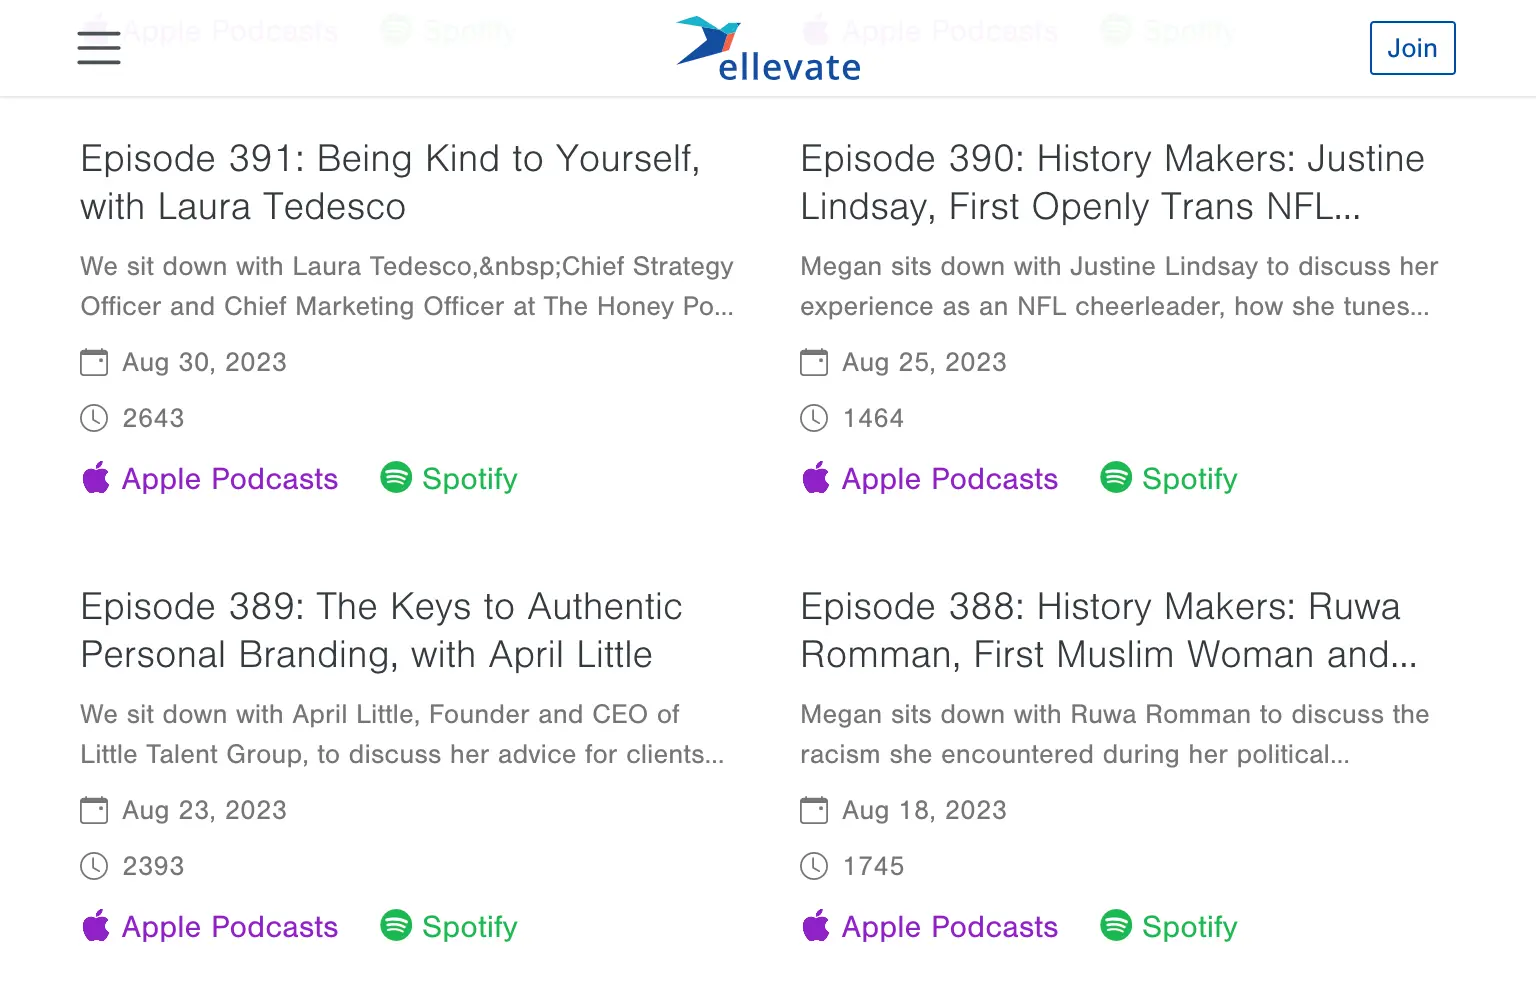 Apple Podcasts Spotify Apple Podcasts Spotify
ellevate
Join
Episode 391: Being Kind to Yourself,
with Laura Tedesco
We sit down with Laura Tedesco,&nbsp;Chief Strategy
Officer and Chief Marketing Officer at The Honey Po...
Aug 30, 2023
2643
Apple Podcasts Spotify
Episode 390: History Makers: Justine
Lindsay, First Openly Trans NFL...
Megan sits down with Justine Lindsay to discuss her
experience as an NFL cheerleader, how she tunes...
Aug 25, 2023
1464
Apple Podcasts Spotify
Episode 389: The Keys to Authentic
Personal Branding, with April Little
We sit down with April Little, Founder and CEO of
Little Talent Group, to discuss her advice for clients...
Aug 23, 2023
2393
Apple Podcasts Spotify
Episode 388: History Makers: Ruwa
Romman, First Muslim Woman and...
Megan sits down with Ruwa Romman to discuss the
racism she encountered during her political...
Aug 18, 2023
1745
Apple Podcasts Spotify